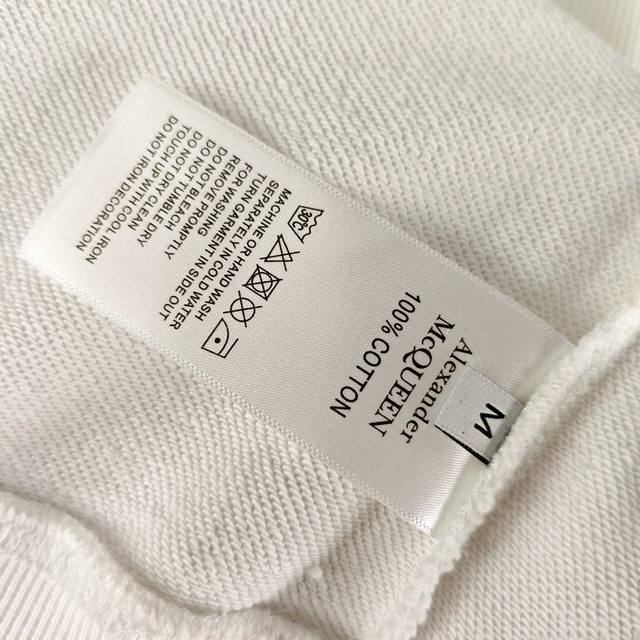 M
Alexander
McQUEEN
100% COTTON
30C
MACHINE OR HAND WASH
SEPARATELY IN COLD WATER
TURN GARMENT IN SIDE OUT
FOR WASHING
REMOVE PROMPTLY
DO NOT BLEACH
DO NOT TUMBLE DRY
DO NOT DRY CLEAN
TOUCH UP WITH COOL IRON
DO NOT IRON DECORATION